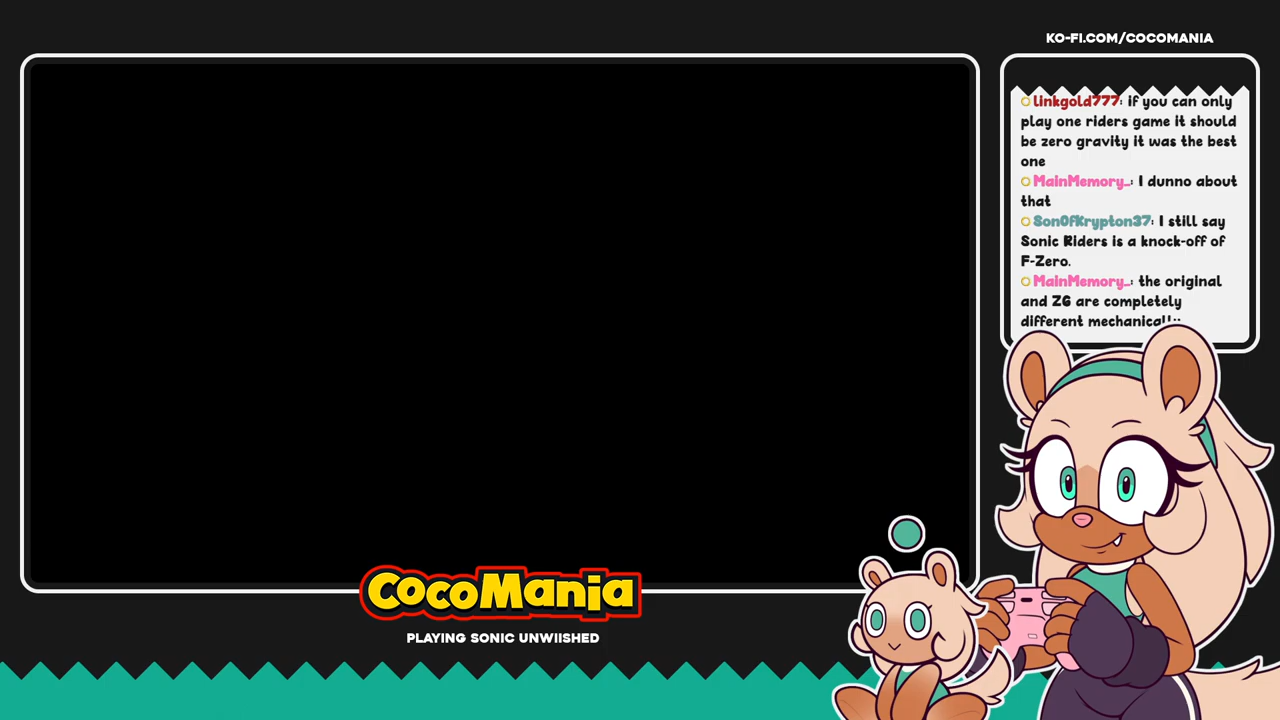 KO-FI.COM/COCOMANIA
linkgold777: if you can only
play one riders game it should
be zero gravity it was the best
one
MainMemory_: I dunno about
that
SonOfKrypton37: I still say
Sonic Riders is a knock-off of
F-Zero.
MainMemory_: the original
and ZG are completely
different mechanically
CocoMania
PLAYING SONIC UNWIISHED